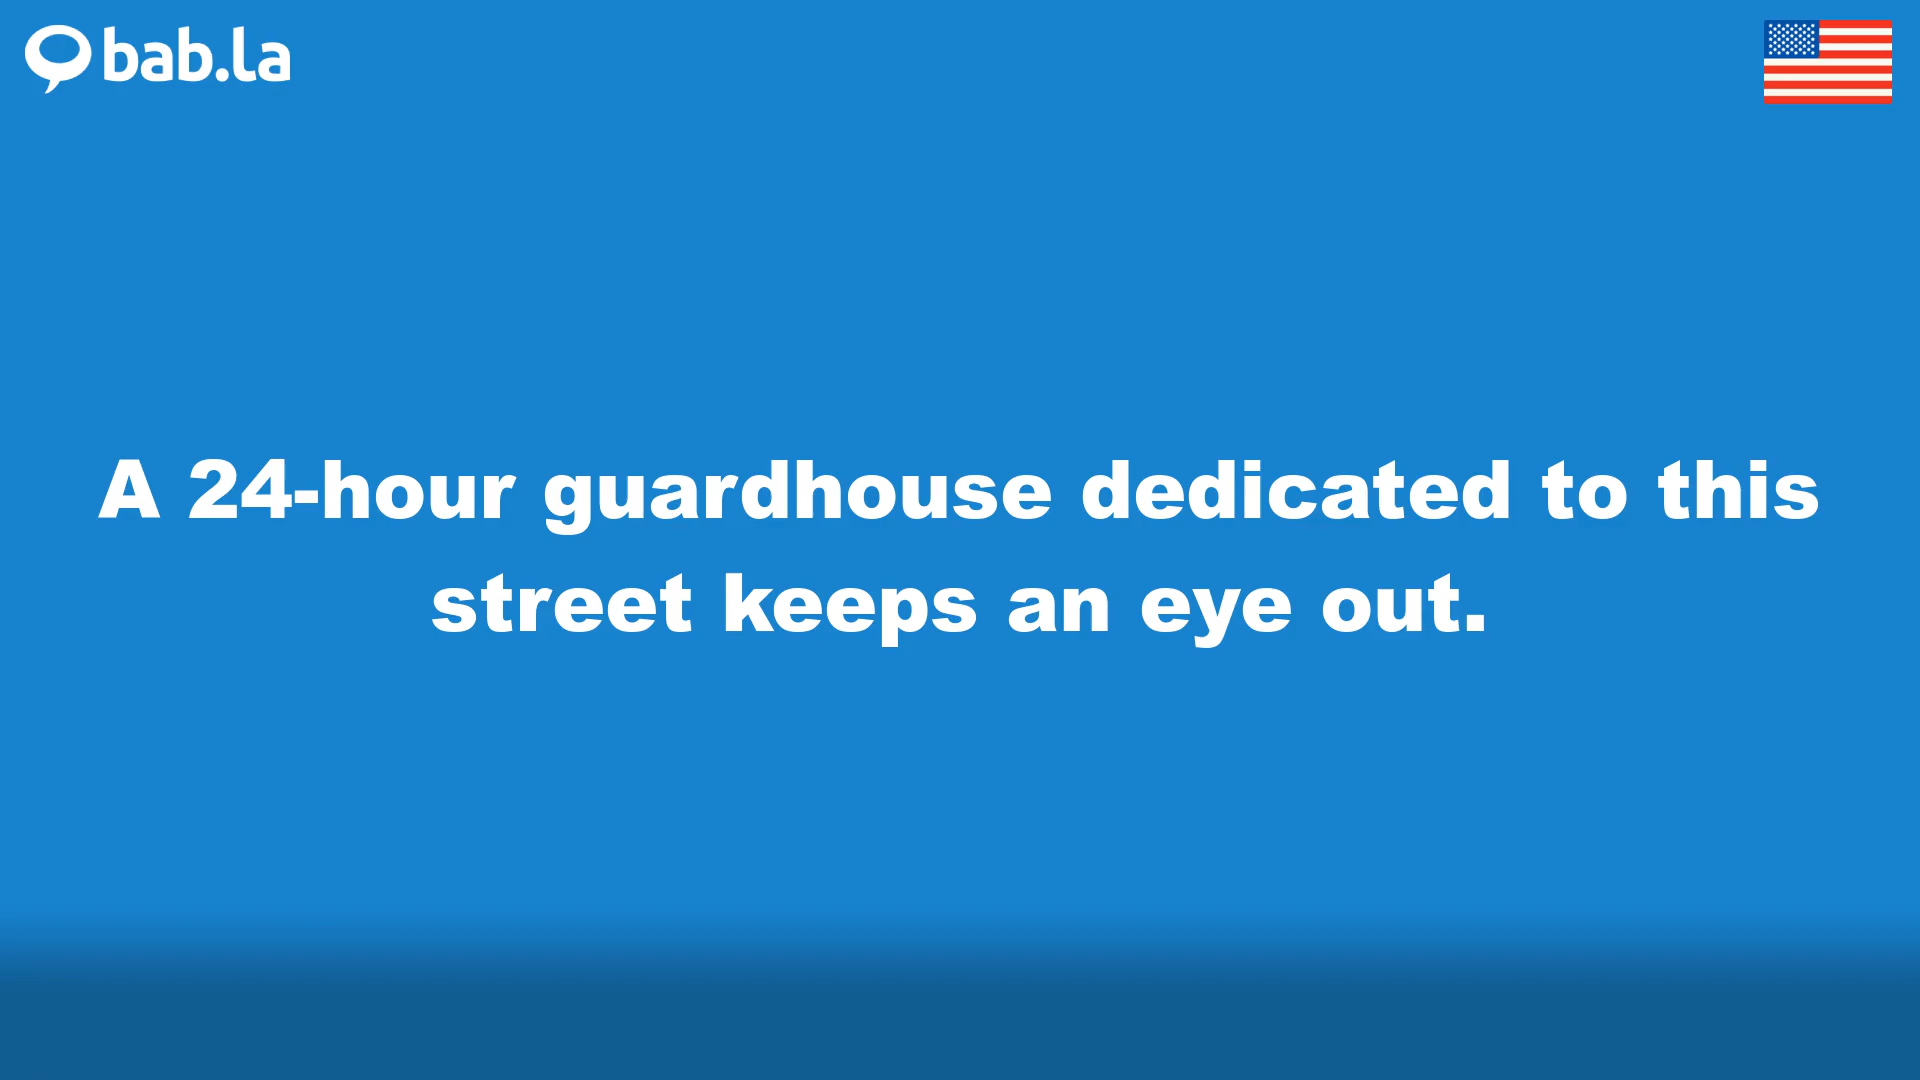 bab.la
A 24-hour guardhouse dedicated to this
street keeps an eye out.